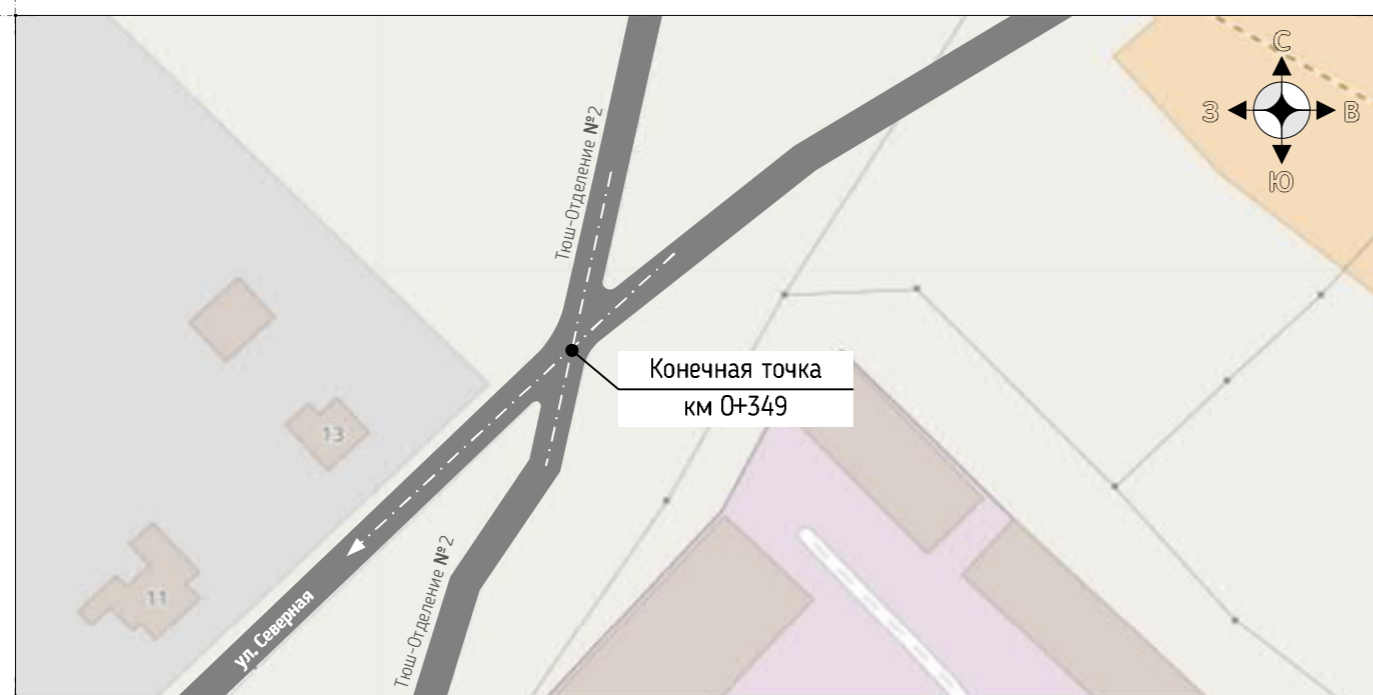 С
З
В
Ю
Тюш-Отделение №2
Конечная точка
км 0+349
13
11
Тюш-Отделение №2
ул. Северная